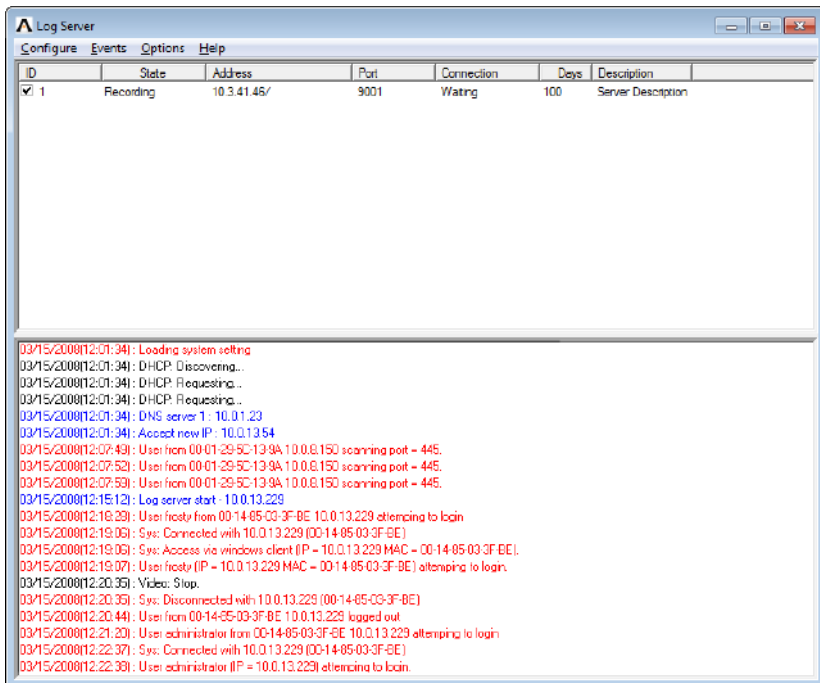 Log Server
Configure Events Options Help
ID State Address Port Connection Days Description
1 Recording 10.3.41.46/ 9001 Waiting 100 Server Description
03/15/2008(12:01:34) : Loading system setting
03/15/2008(12:01:34) : DHCP: Discovering...
03/15/2008(12:01:34) : DHCP: Requesting...
03/15/2008(12:01:34) : DHCP: Requesting...
03/15/2008(12:01:34) : DNS server 1 : 10.0.1.23
03/15/2008(12:01:34) : Accept new IP : 10.0.13.54
03/15/2008(12:07:49) : User from 00-01-29-5C-13-9A 10.0.8.150 scanning port = 445.
03/15/2008(12:07:52) : User from 00-01-29-5C-13-9A 10.0.8.150 scanning port = 445.
03/15/2008(12:07:59) : User from 00-01-29-5C-13-9A 10.0.8.150 scanning port = 445.
03/15/2008(12:15:12) : Log server start - 10.0.13.229
03/15/2008(12:18:28) : User frosty from 00-14-85-03-3F-BE 10.0.13.229 attemping to login
03/15/2008(12:19:06) : Sys: Connected with 10.0.13.229 (00-14-85-03-3F-BE)
03/15/2008(12:19:06) : Sys: Access via windows client (IP = 10.0.13.229 MAC = 00-14-85-03-3F-BE).
03/15/2008(12:19:07) : User frosty (IP = 10.0.13.229 MAC = 00-14-85-03-3F-BE) attemping to login.
03/15/2008(12:20:35) : Video: Stop.
03/15/2008(12:20:35) : Sys: Disconnected with 10.0.13.229 (00-14-85-03-3F-BE)
03/15/2008(12:20:44) : User from 00-14-85-03-3F-BE 10.0.13.229 logged out
03/15/2008(12:21:20) : User administrator from 00-14-85-03-3F-BE 10.0.13.229 attemping to login
03/15/2008(12:22:37) : Sys: Connected with 10.0.13.229 (00-14-85-03-3F-BE)
03/15/2008(12:22:38) : User administrator (IP = 10.0.13.229) attemping to login.